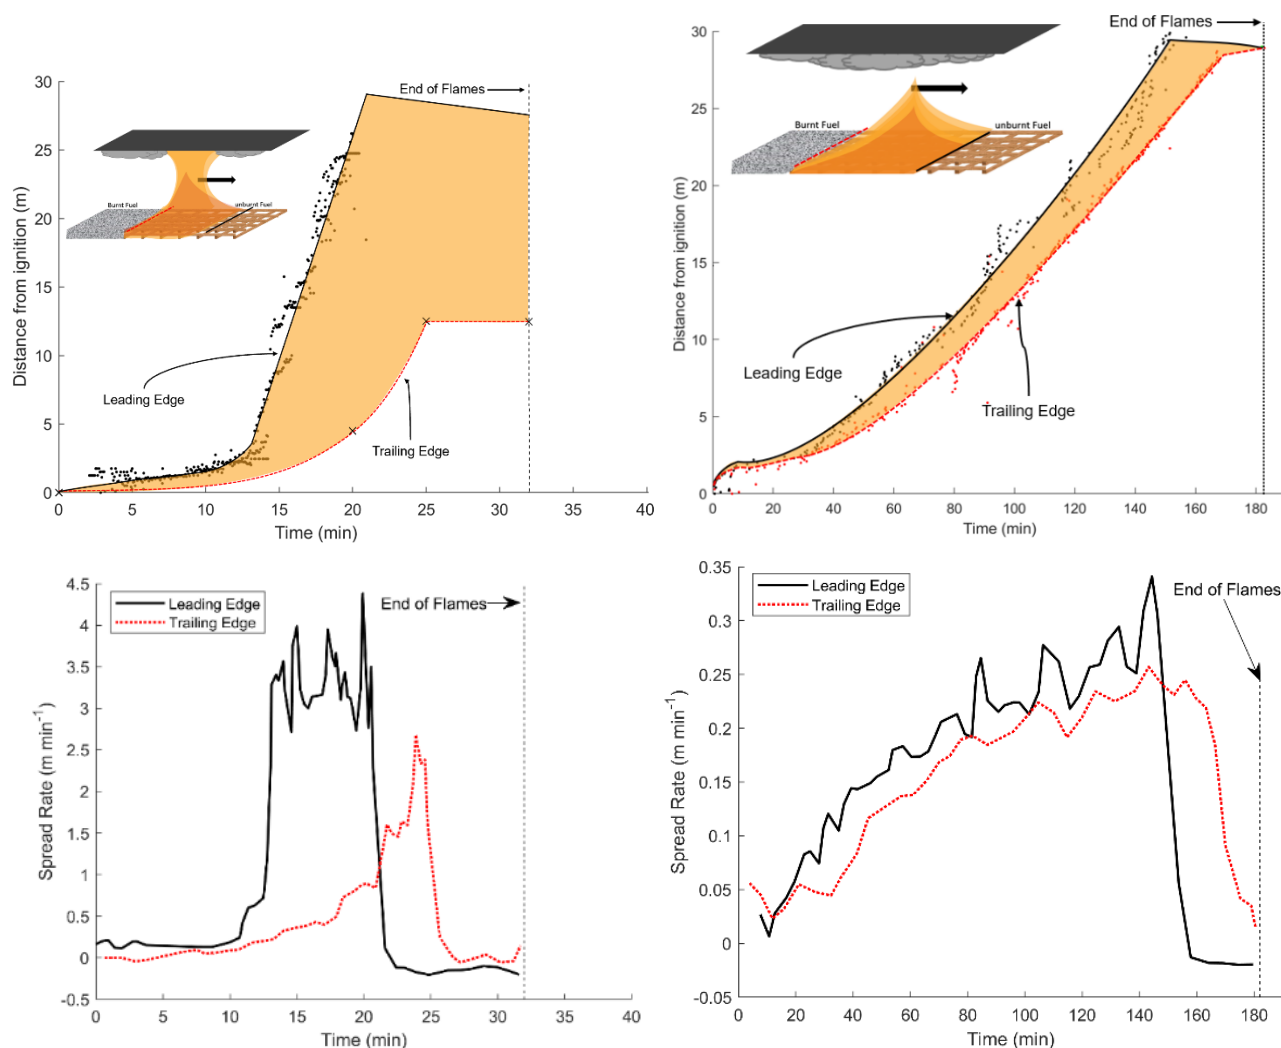 30
25
20
15
10
5
0
Distance from ignition (m)
End of Flames
Burnt Fuel
unburnt Fuel
Leading Edge
Trailing Edge
0 5 10 15 20 25 30 35 40
Time (min)
30
25
20
15
10
5
0
Distance from ignition (m)
End of Flames
Burnt Fuel
unburnt Fuel
Leading Edge
Trailing Edge
0 20 40 60 80 100 120 140 160 180
Time (min)
4.5
4
3.5
3
2.5
2
1.5
1
0.5
0
-0.5
Spread Rate (m min⁻¹)
Leading Edge
Trailing Edge
End of Flames
0 5 10 15 20 25 30 35 40
Time (min)
0.35
0.3
0.25
0.2
0.15
0.1
0.05
0
-0.05
Spread Rate (m min⁻¹)
Leading Edge
Trailing Edge
End of Flames
0 20 40 60 80 100 120 140 160 180
Time (min)